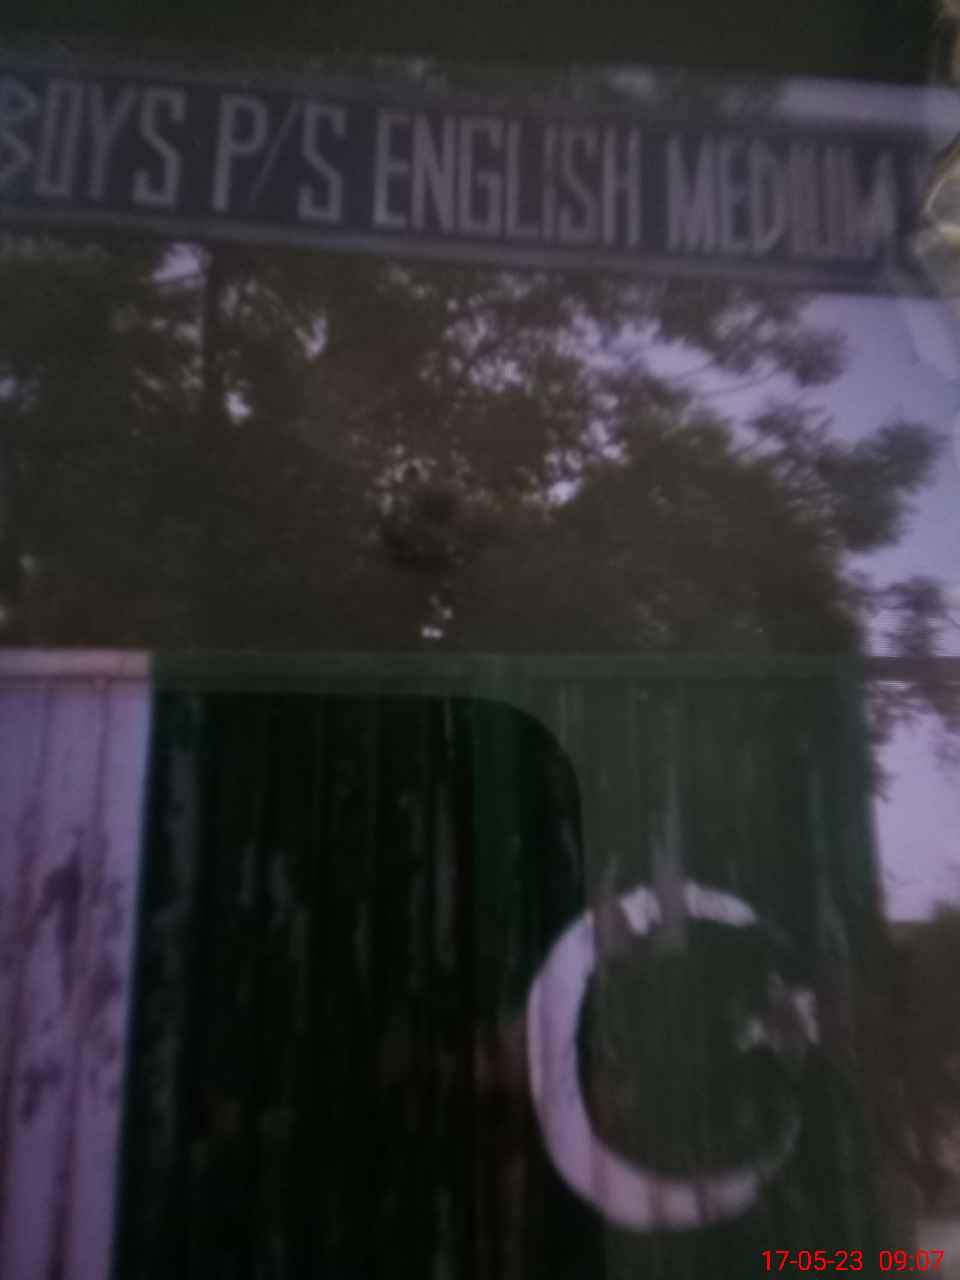 BOYS P/S ENGLISH MEDIUM
17-05-23 09:07